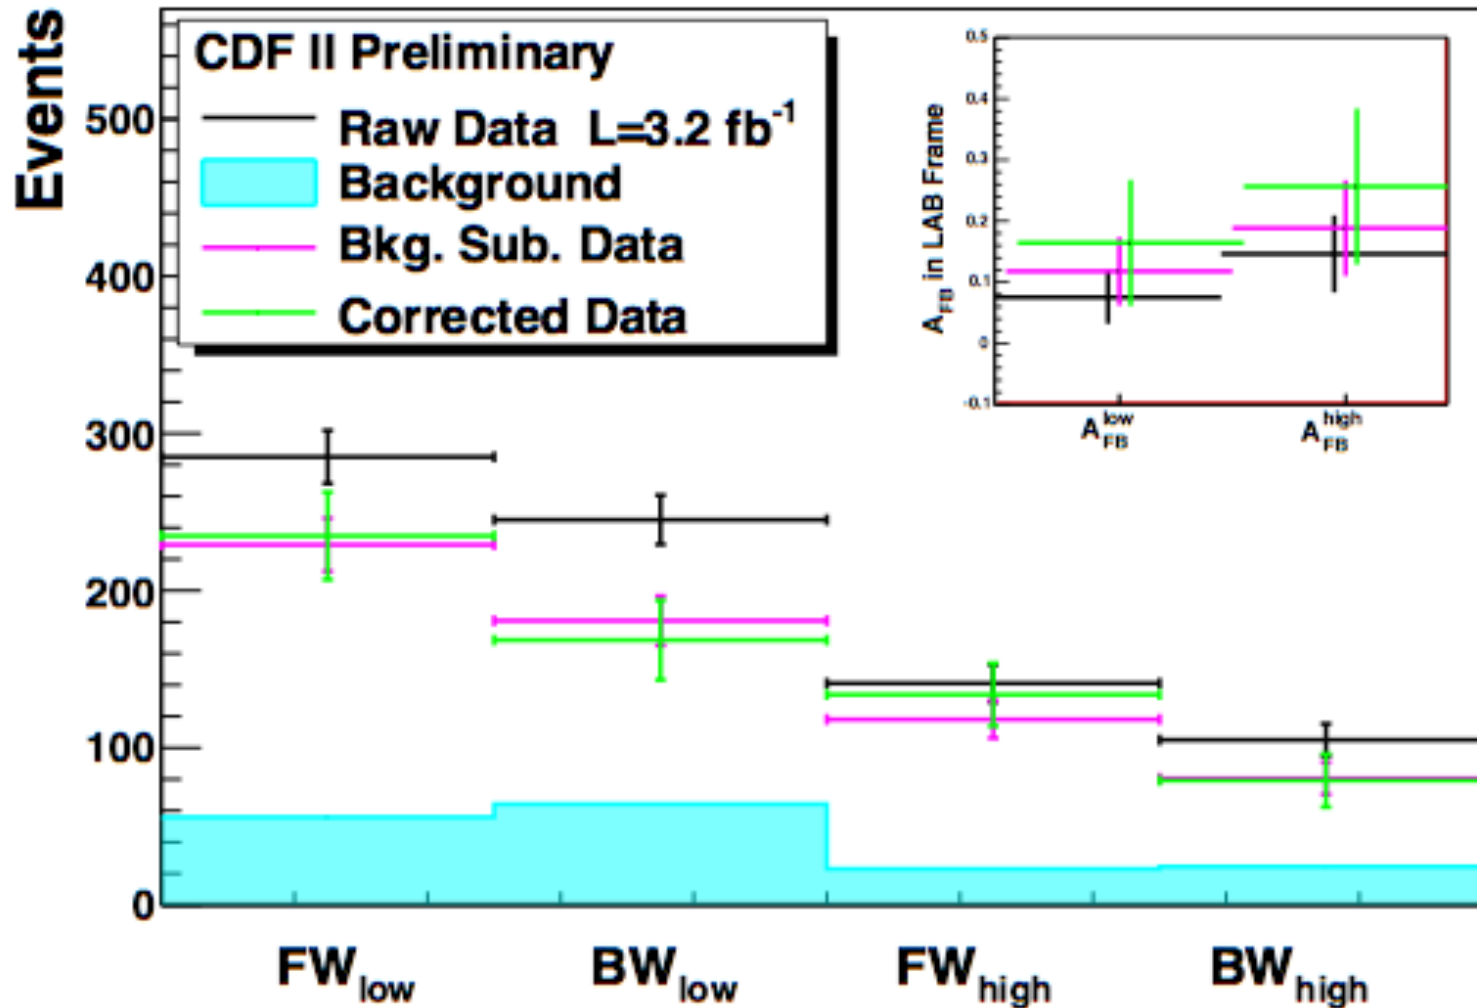 Events
500
400
300
200
100
0
CDF II Preliminary
Raw Data L=3.2 fb⁻¹
Background
Bkg. Sub. Data
Corrected Data
A_FB in LAB Frame
0.5
0.4
0.3
0.2
0.1
0
-0.1
A_FB^low A_FB^high
FW_low BW_low FW_high BW_high